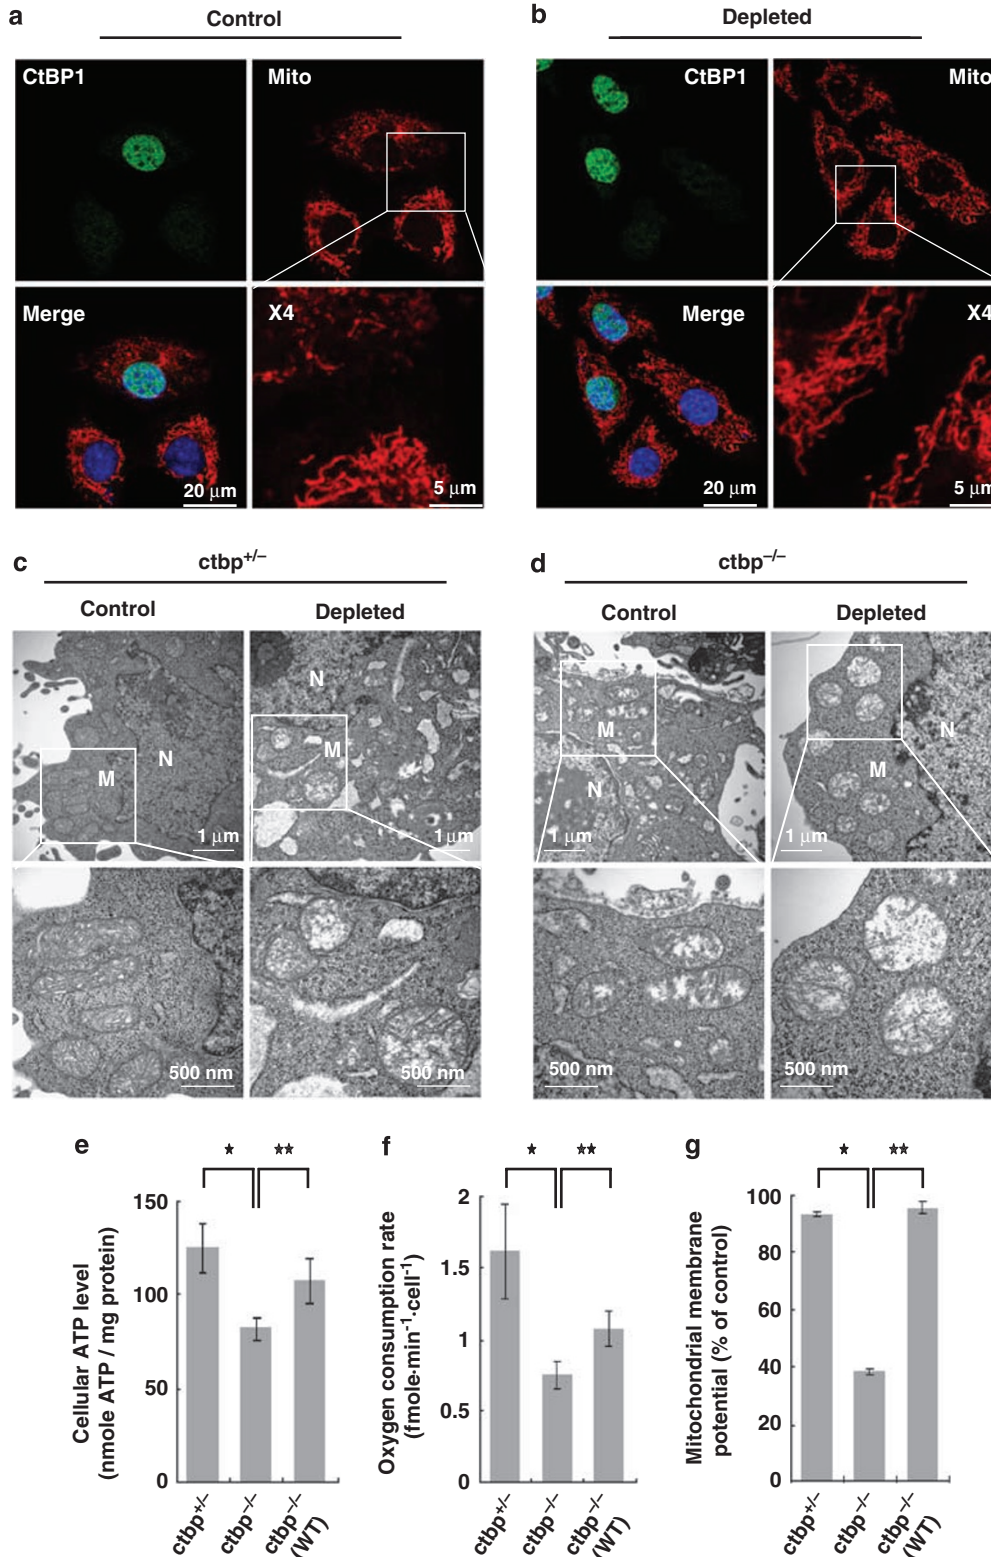 a
Control
CtBP1
Mito
Merge
X4
20 μm
5 μm
b
Depleted
CtBP1
Mito
Merge
X4
20 μm
5 μm
c
ctbp+/–
Control
Depleted
N
M
1 μm
N
M
1 μm
500 nm
500 nm
d
ctbp–/–
Control
Depleted
M
N
1 μm
N
M
1 μm
500 nm
500 nm
e
* **
Cellular ATP level
(nmole ATP / mg protein)
150
100
50
0
ctbp+/–
ctbp–/–
ctbp–/–
(WT)
f
* **
Oxygen consumption rate
(fmole·min-1·cell-1)
2
1.5
1
0.5
0
ctbp+/–
ctbp–/–
ctbp–/–
(WT)
g
* **
Mitochondrial membrane
potential (% of control)
100
80
60
40
20
0
ctbp+/–
ctbp–/–
ctbp–/–
(WT)